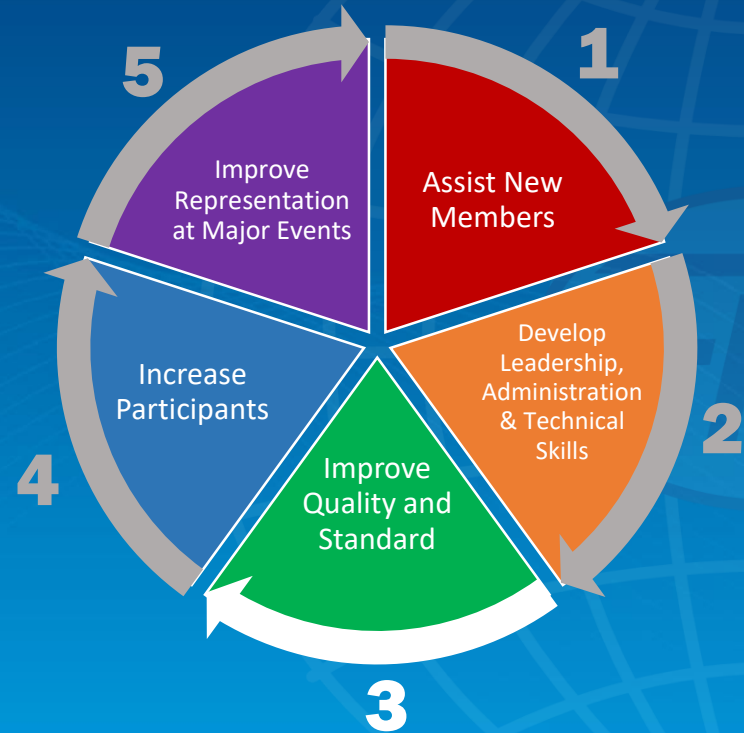 1
Assist New
Members
2
Develop
Leadership,
Administration
& Technical
Skills
3
Improve
Quality and
Standard
4
Increase
Participants
5
Improve
Representation
at Major Events